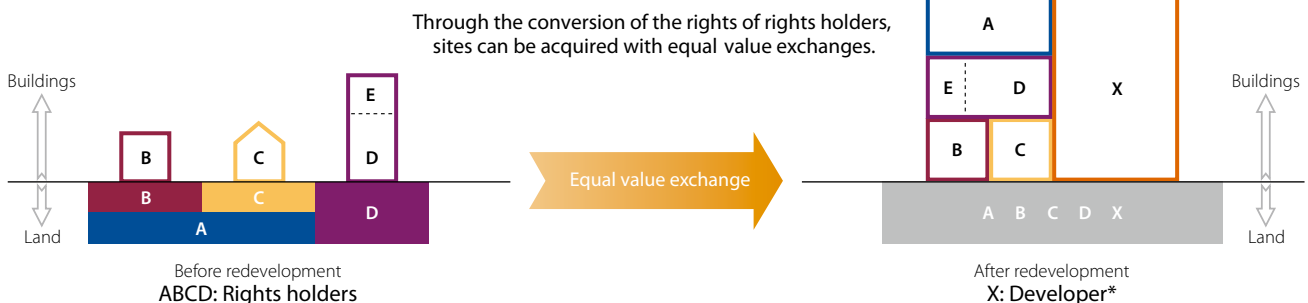 Through the conversion of the rights of rights holders,
sites can be acquired with equal value exchanges.
Buildings
Land
E
D
B
C
B
C
D
A
Before redevelopment
ABCD: Rights holders
Equal value exchange
A
E
D
X
B
C
A B C D X
Buildings
Land
After redevelopment
X: Developer*